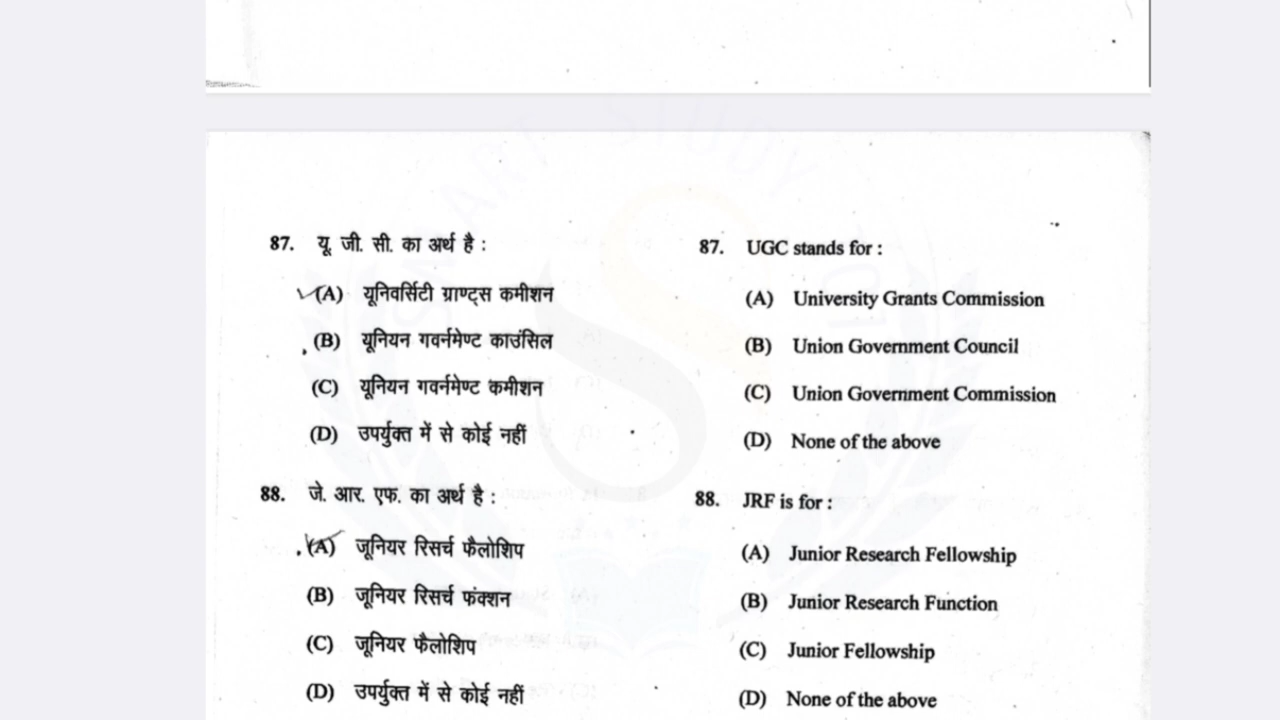 87. यू. जी. सी. का अर्थ है :
(A) यूनिवर्सिटी ग्राण्ट्स कमीशन
(B) यूनियन गवर्नमेण्ट काउंसिल
(C) यूनियन गवर्नमेण्ट कमीशन
(D) उपर्युक्त में से कोई नहीं
88. जे. आर. एफ. का अर्थ है :
(A) जूनियर रिसर्च फैलोशिप
(B) जूनियर रिसर्च फंक्शन
(C) जूनियर फैलोशिप
(D) उपर्युक्त में से कोई नहीं
87. UGC stands for :
(A) University Grants Commission
(B) Union Government Council
(C) Union Government Commission
(D) None of the above
88. JRF is for :
(A) Junior Research Fellowship
(B) Junior Research Function
(C) Junior Fellowship
(D) None of the above